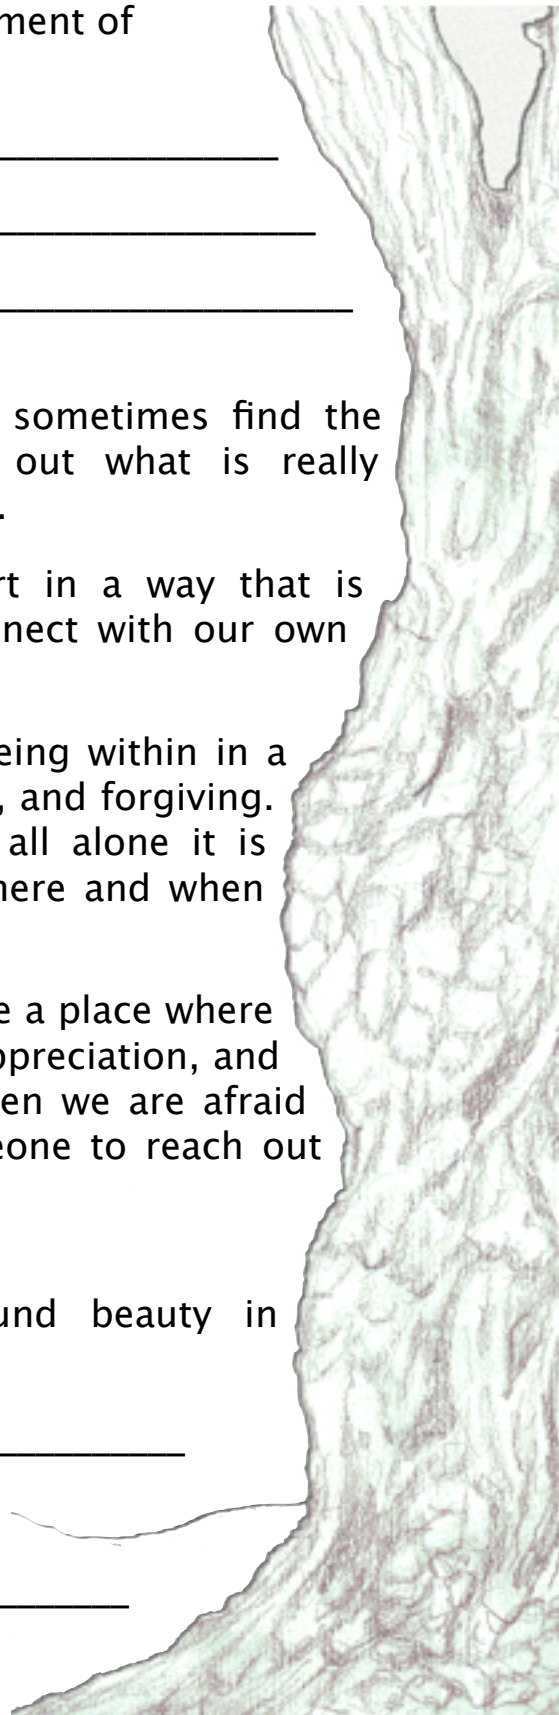 ment of
sometimes find the
out what is really
.
rt in a way that is
nect with our own
eing within in a
, and forgiving.
all alone it is
here and when
e a place where
ppreciation, and
en we are afraid
eone to reach out
und beauty in